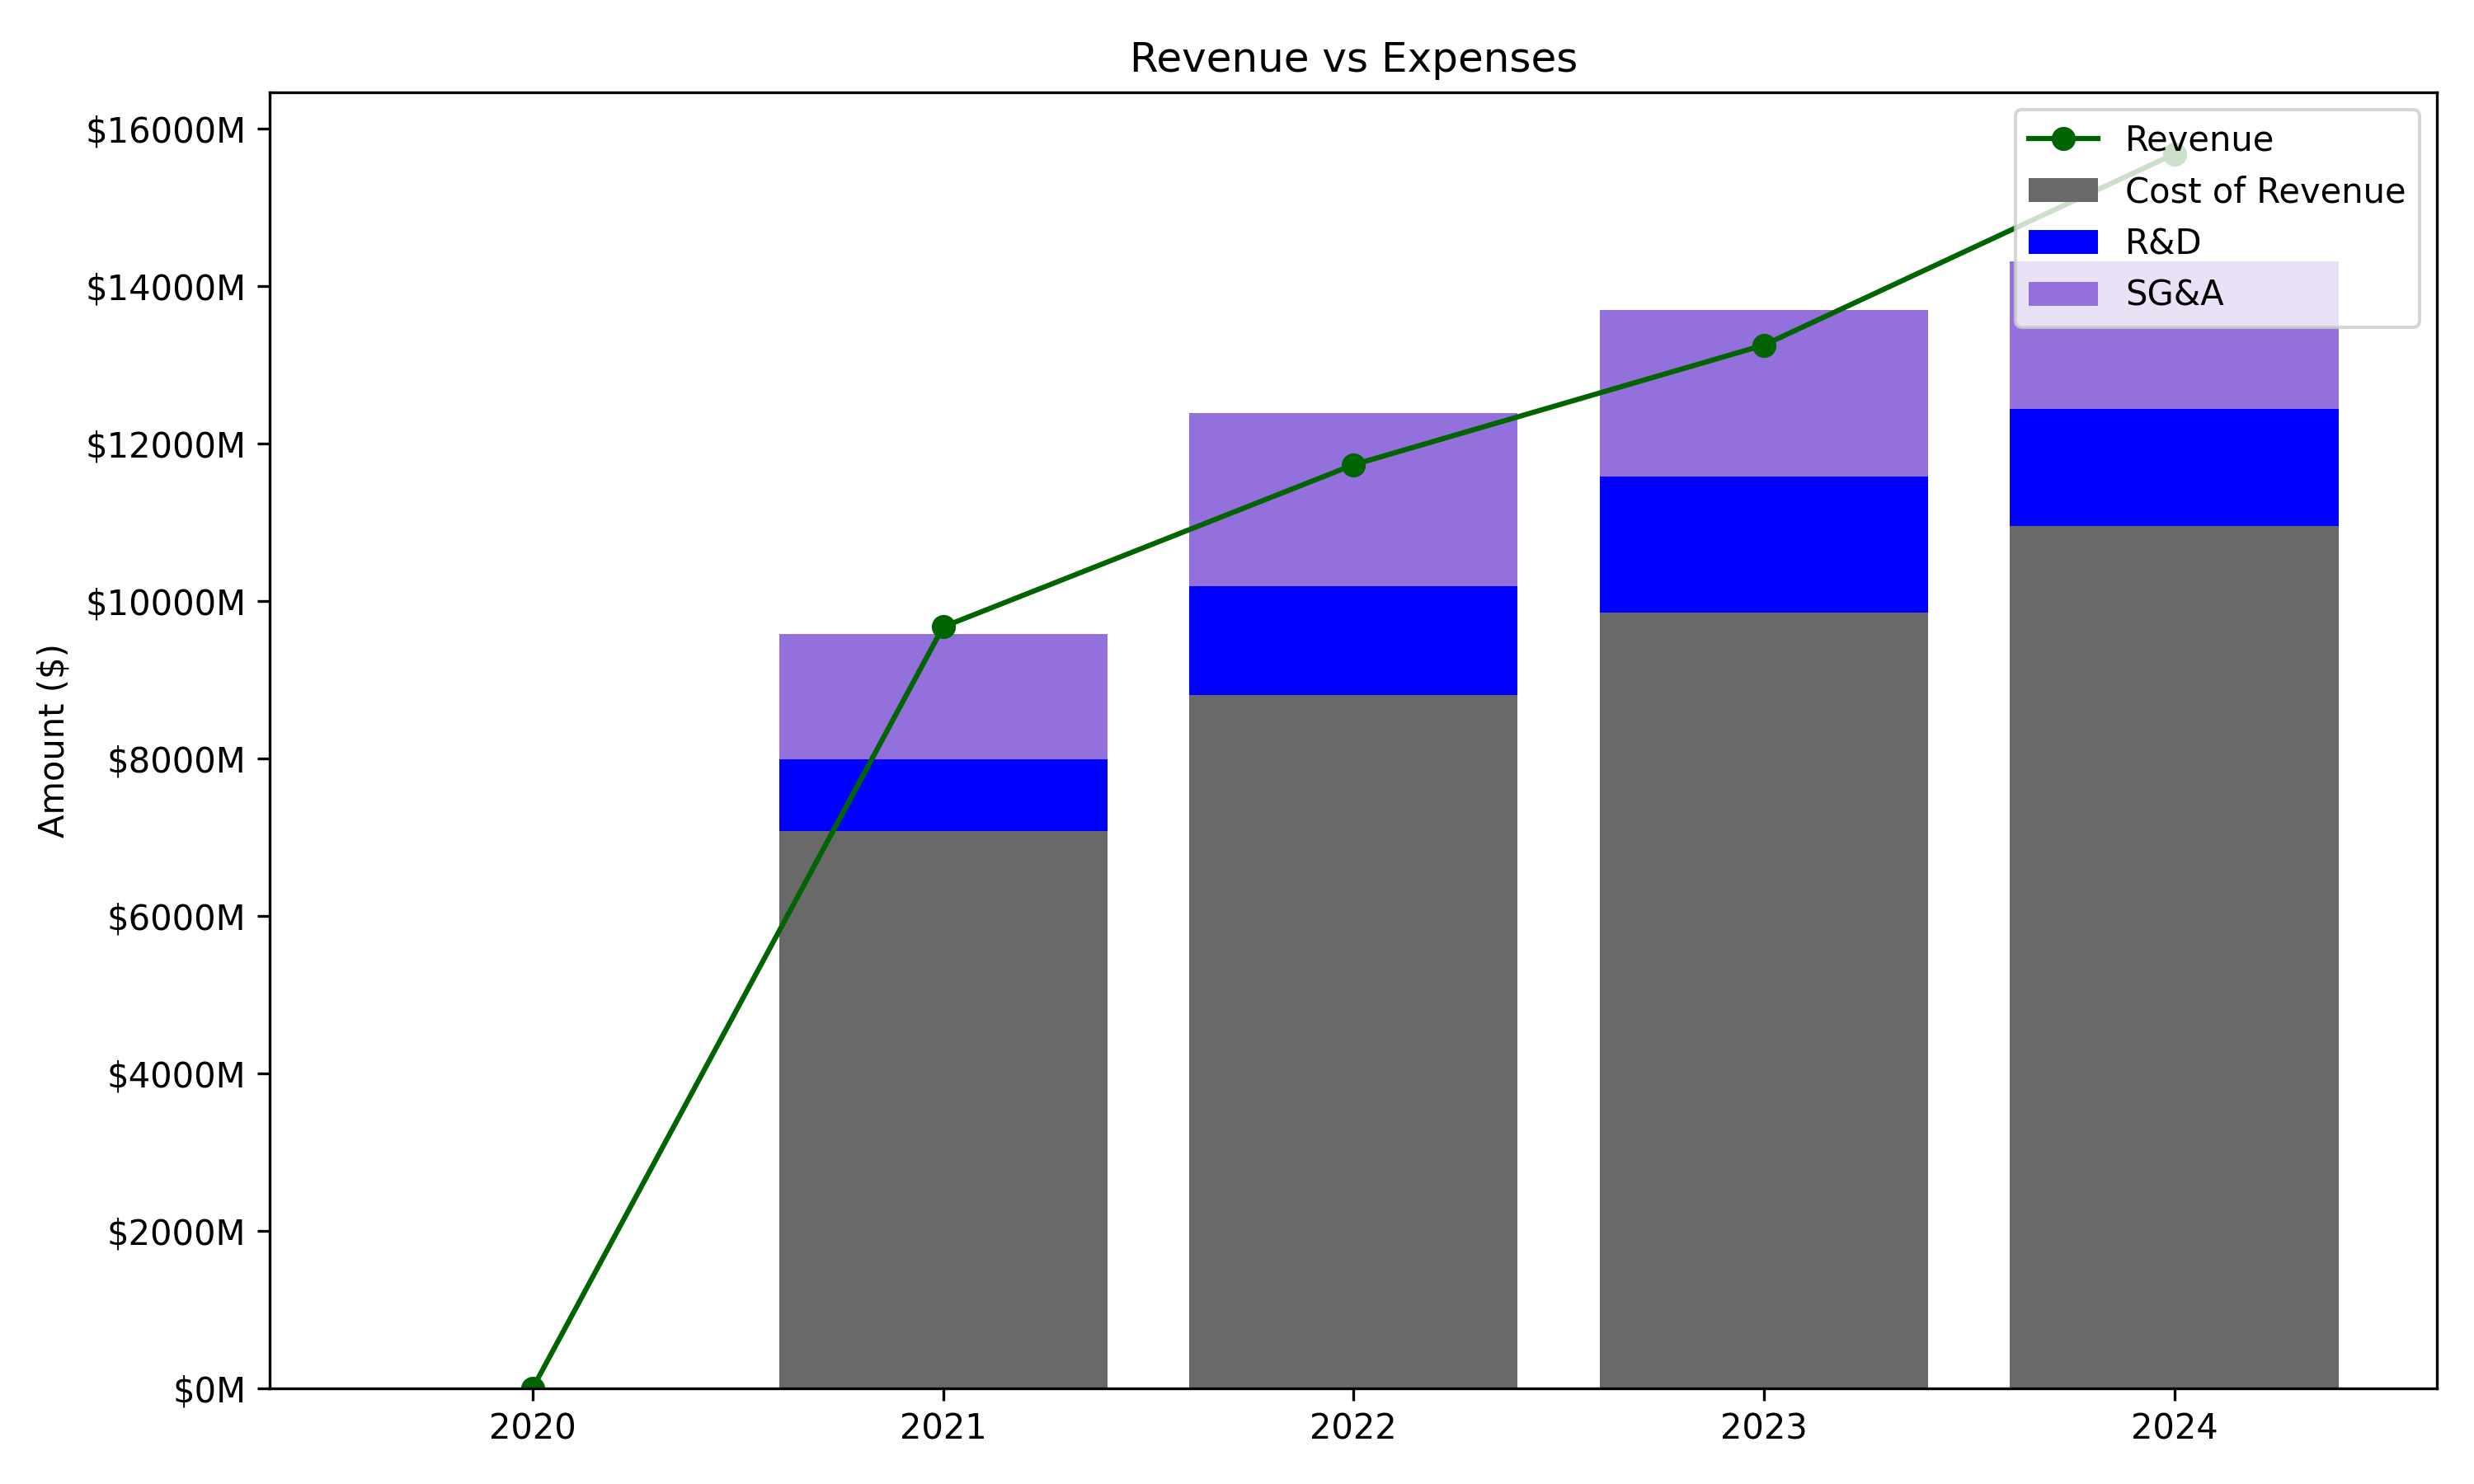 Revenue vs Expenses
$16000M
$14000M
$12000M
$10000M
$8000M
$6000M
$4000M
$2000M
$0M
Amount ($)
2020
2021
2022
2023
2024
Revenue
Cost of Revenue
R&D
SG&A